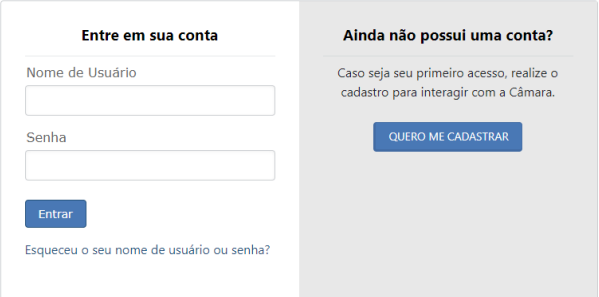 Entre em sua conta
Nome de Usuário
Senha
Entrar
Esqueceu o seu nome de usuário ou senha?
Ainda não possui uma conta?
Caso seja seu primeiro acesso, realize o
cadastro para interagir com a Câmara.
QUERO ME CADASTRAR